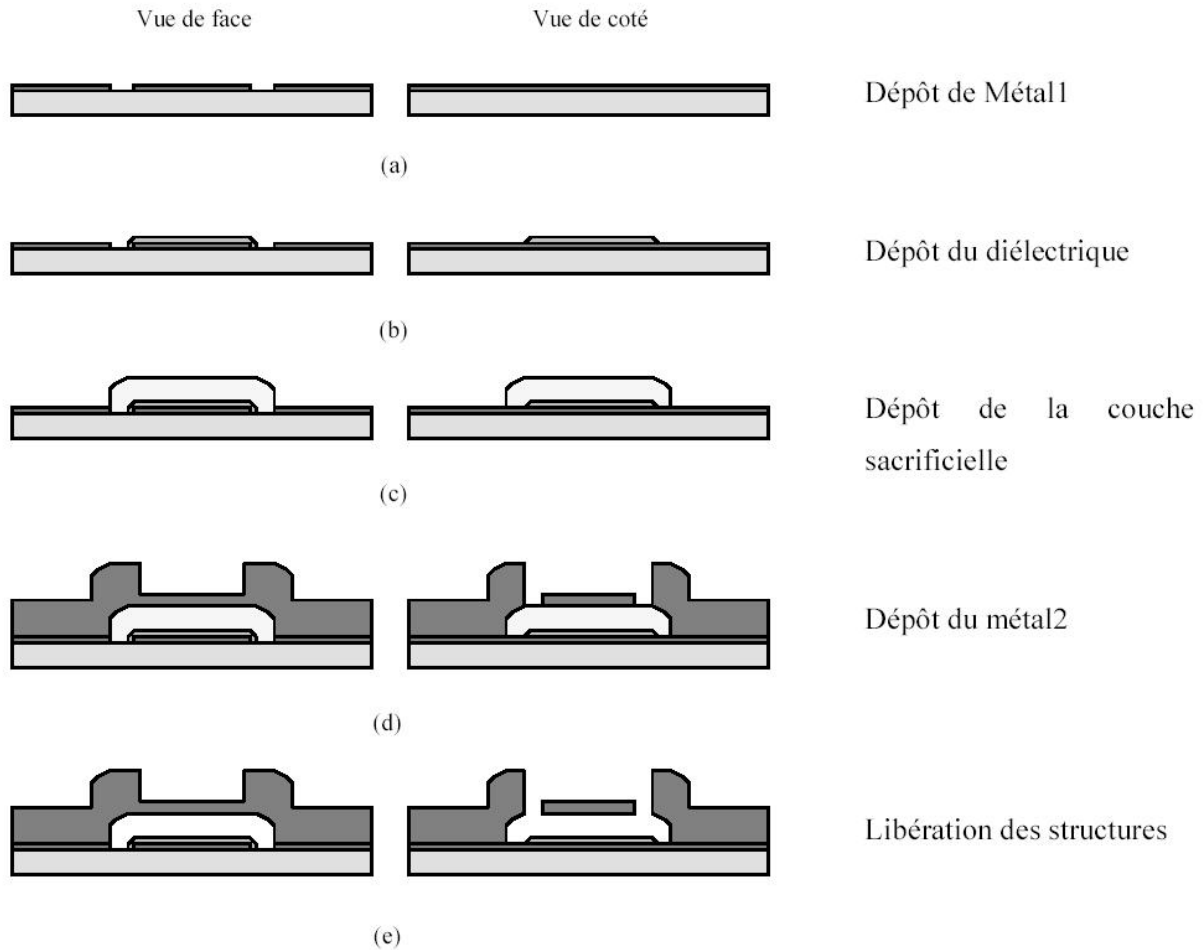 Vue de face
Vue de coté
Dépôt de Métal1
(a)
Dépôt du diélectrique
(b)
Dépôt de la couche
sacrificielle
(c)
Dépôt du métal2
(d)
Libération des structures
(e)